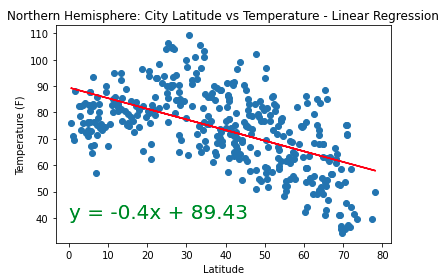 Northern Hemisphere: City Latitude vs Temperature - Linear Regression
110
100
90
80
70
60
50
40
Temperature (F)
y = -0.4x + 89.43
0 10 20 30 40 50 60 70 80
Latitude